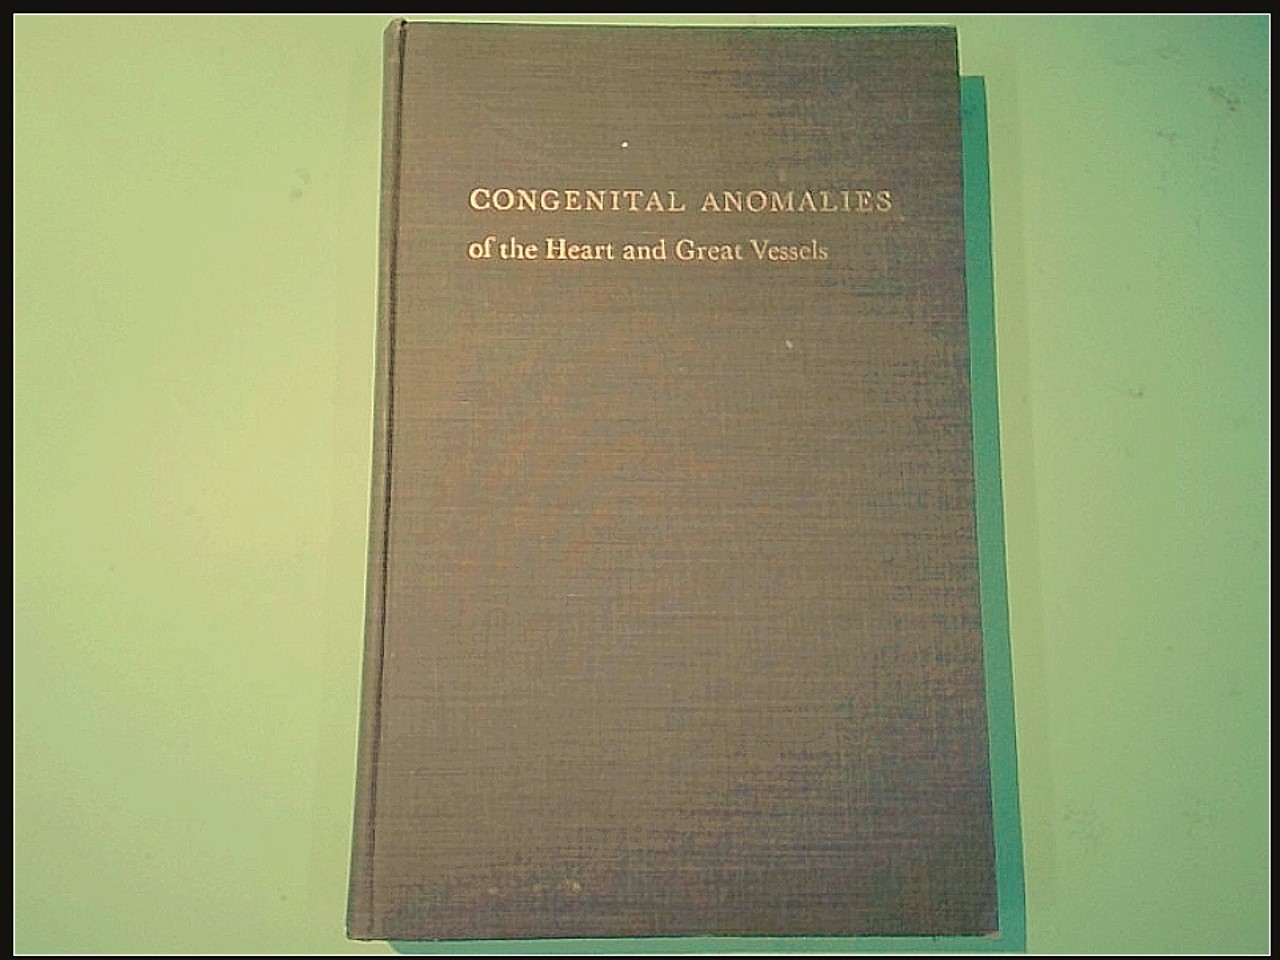 CONGENITAL ANOMALIES
of the Heart and Great Vessels